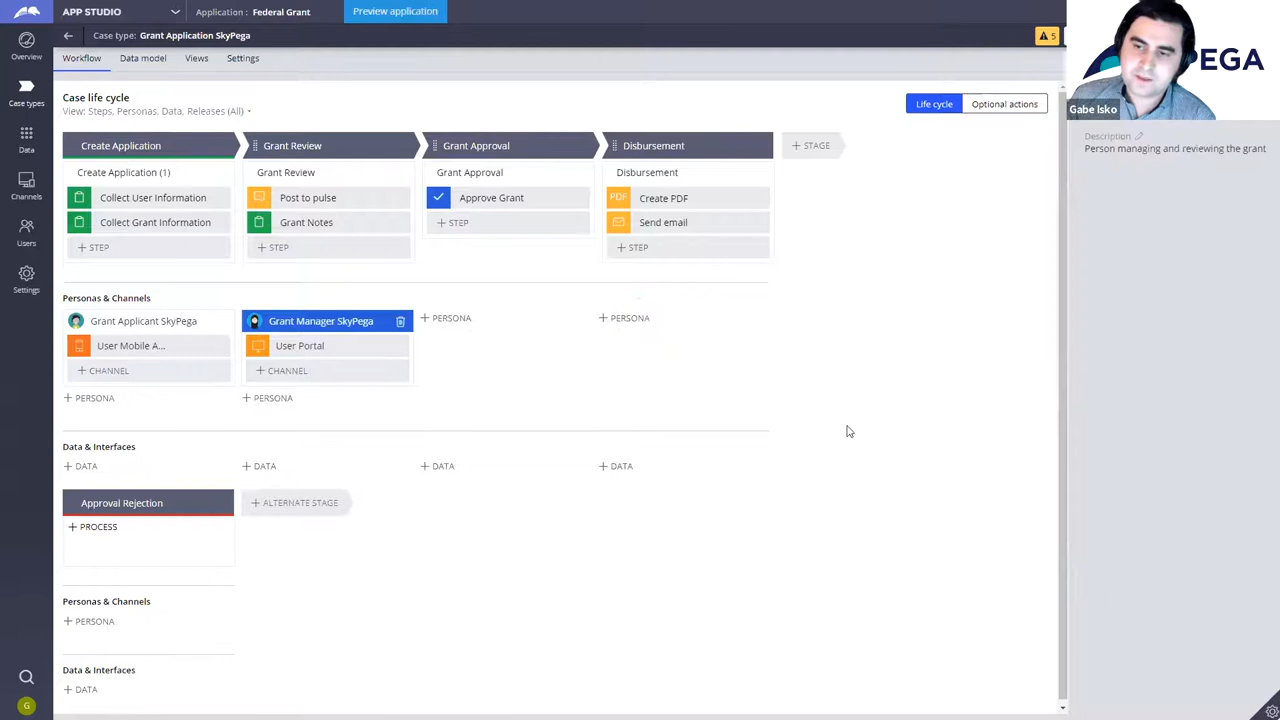 APP STUDIO
Application : Federal Grant
Preview application
Case type: Grant Application SkyPega
5
Workflow
Data model
Views
Settings
Overview
Case types
Data
Channels
Users
Settings
G
Case life cycle
View: Steps, Personas, Data, Releases (All)
Life cycle
Optional actions
Create Application
Grant Review
Grant Approval
Disbursement
+ STAGE
Create Application (1)
Collect User Information
Collect Grant Information
+ STEP
Grant Review
Post to pulse
Grant Notes
+ STEP
Grant Approval
Approve Grant
+ STEP
Disbursement
PDF
Create PDF
Send email
+ STEP
Personas & Channels
Grant Applicant SkyPega
User Mobile A...
+ CHANNEL
+ PERSONA
Grant Manager SkyPega
User Portal
+ CHANNEL
+ PERSONA
+ PERSONA
+ PERSONA
Data & Interfaces
+ DATA
+ DATA
+ DATA
+ DATA
Approval Rejection
+ ALTERNATE STAGE
+ PROCESS
Personas & Channels
+ PERSONA
Data & Interfaces
+ DATA
EGA
Gabe Isko
Description
Person managing and reviewing the grant